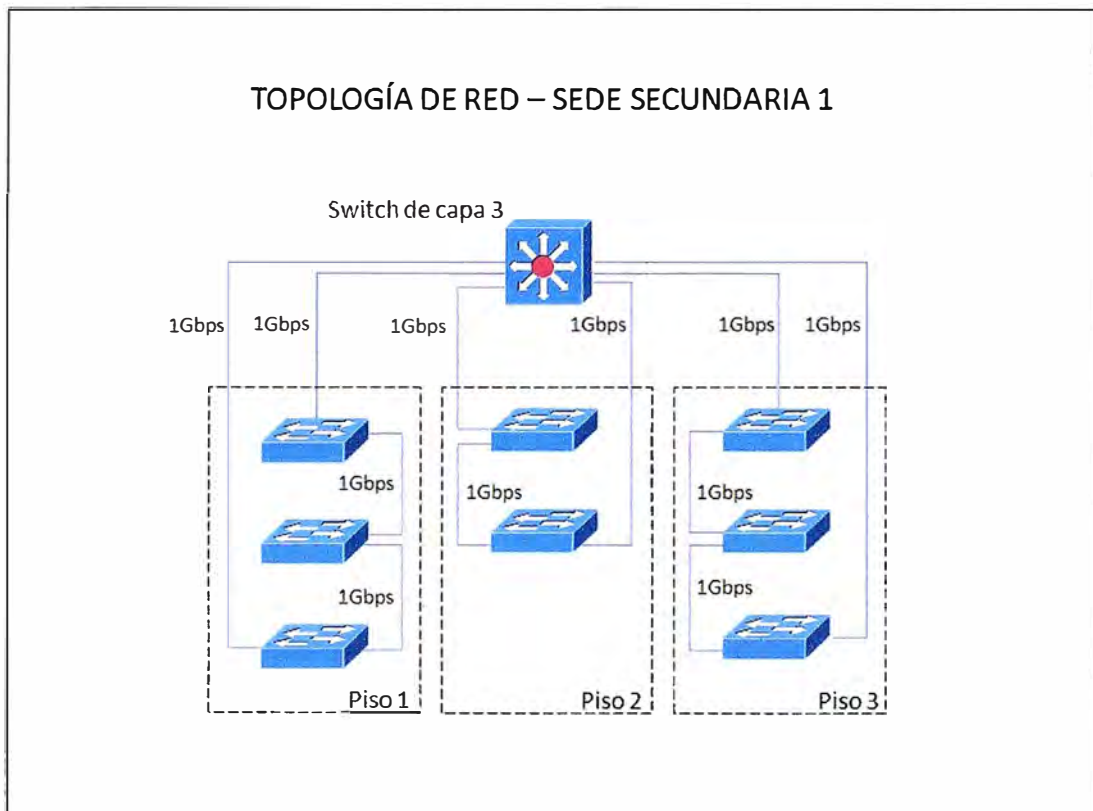 TOPOLOGÍA DE RED – SEDE SECUNDARIA 1
Switch de capa 3
1Gbps
1Gbps
1Gbps
1Gbps
1Gbps
1Gbps
1Gbps
1Gbps
1Gbps
1Gbps
1Gbps
Piso 1
Piso 2
Piso 3